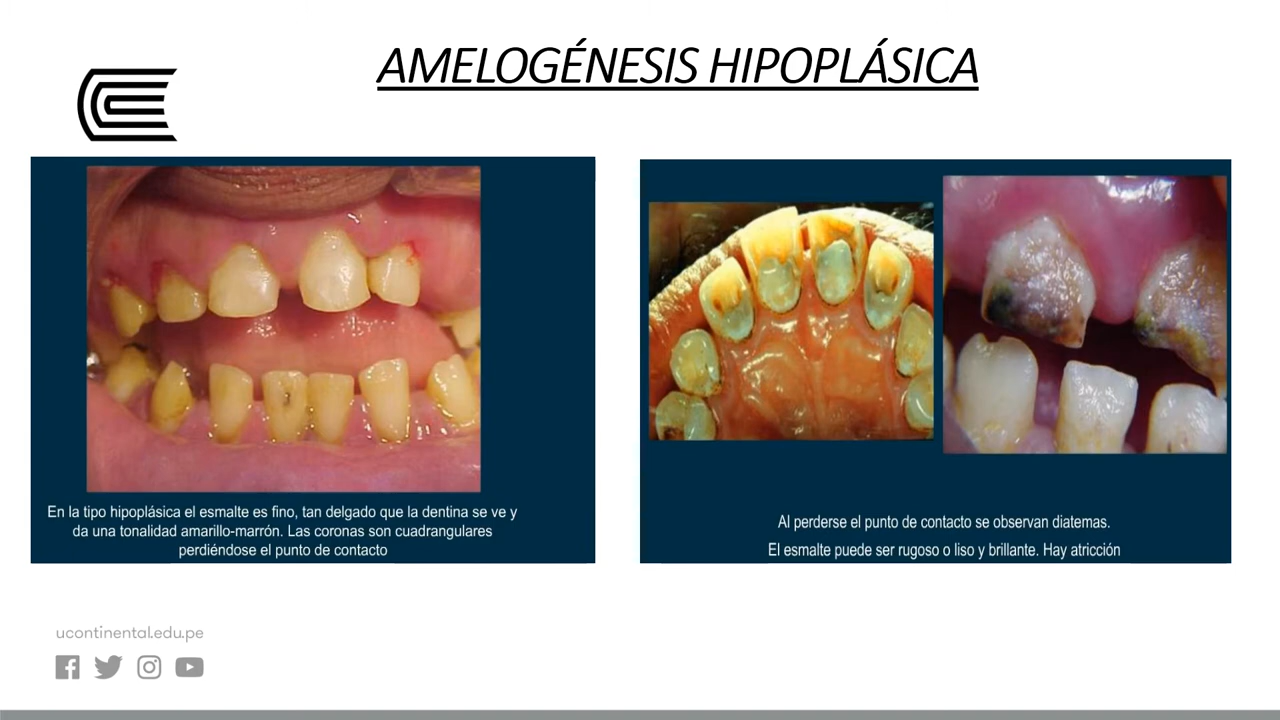 AMELOGÉNESIS HIPOPLÁSICA
En la tipo hipoplásica el esmalte es fino, tan delgado que la dentina se ve y
da una tonalidad amarillo-marrón. Las coronas son cuadrangulares
perdiéndose el punto de contacto
Al perderse el punto de contacto se observan diatemas.
El esmalte puede ser rugoso o liso y brillante. Hay atricción
ucontinental.edu.pe